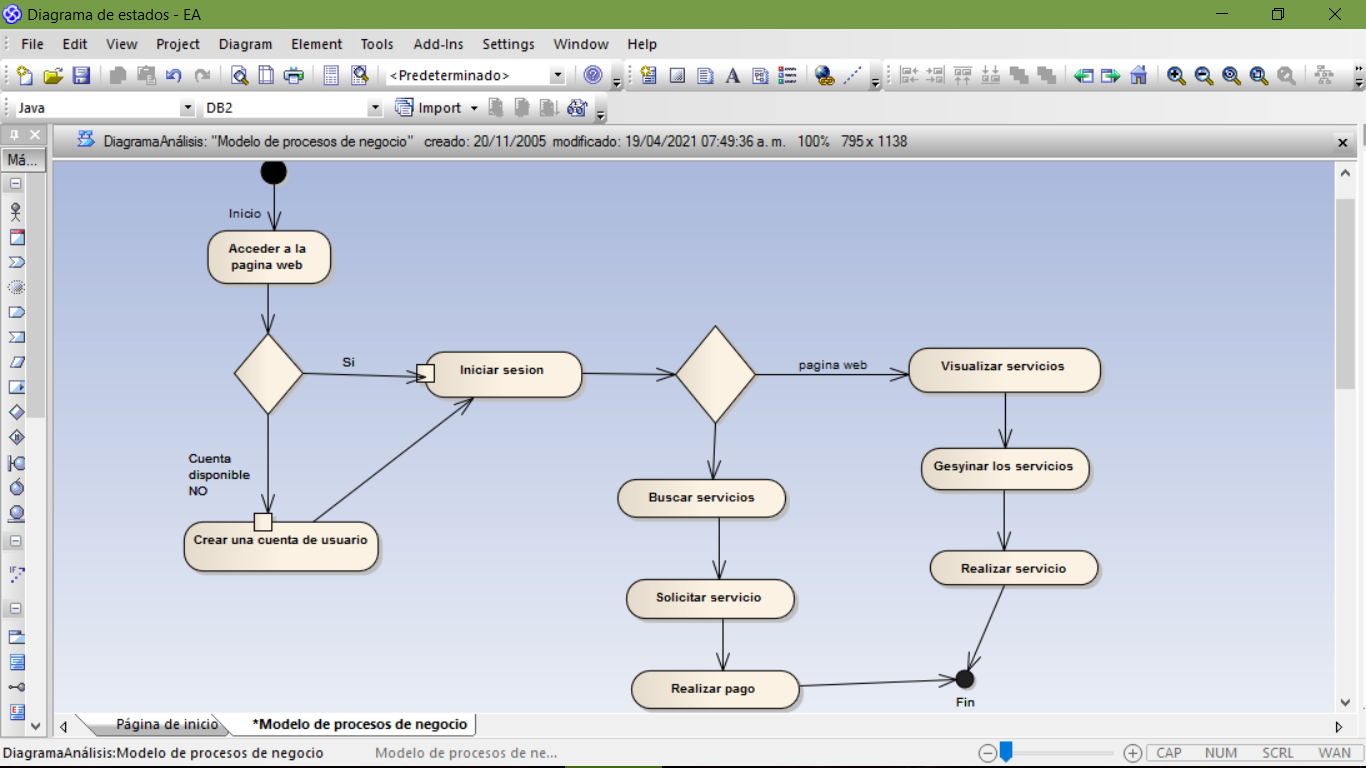 Diagrama de estados - EA
File Edit View Project Diagram Element Tools Add-Ins Settings Window Help
<Predeterminado>
Java DB2 Import
DiagramaAnálisis: "Modelo de procesos de negocio" creado: 20/11/2005 modificado: 19/04/2021 07:49:36 a. m. 100% 795 x 1138
Má...
Inicio
Acceder a la
pagina web
Si
Iniciar sesion
pagina web
Visualizar servicios
Cuenta
disponible
NO
Crear una cuenta de usuario
Buscar servicios
Gesyinar los servicios
Solicitar servicio
Realizar servicio
Realizar pago
Fin
Página de inicio *Modelo de procesos de negocio
DiagramaAnálisis:Modelo de procesos de negocio Modelo de procesos de ne... CAP NUM SCRL WAN